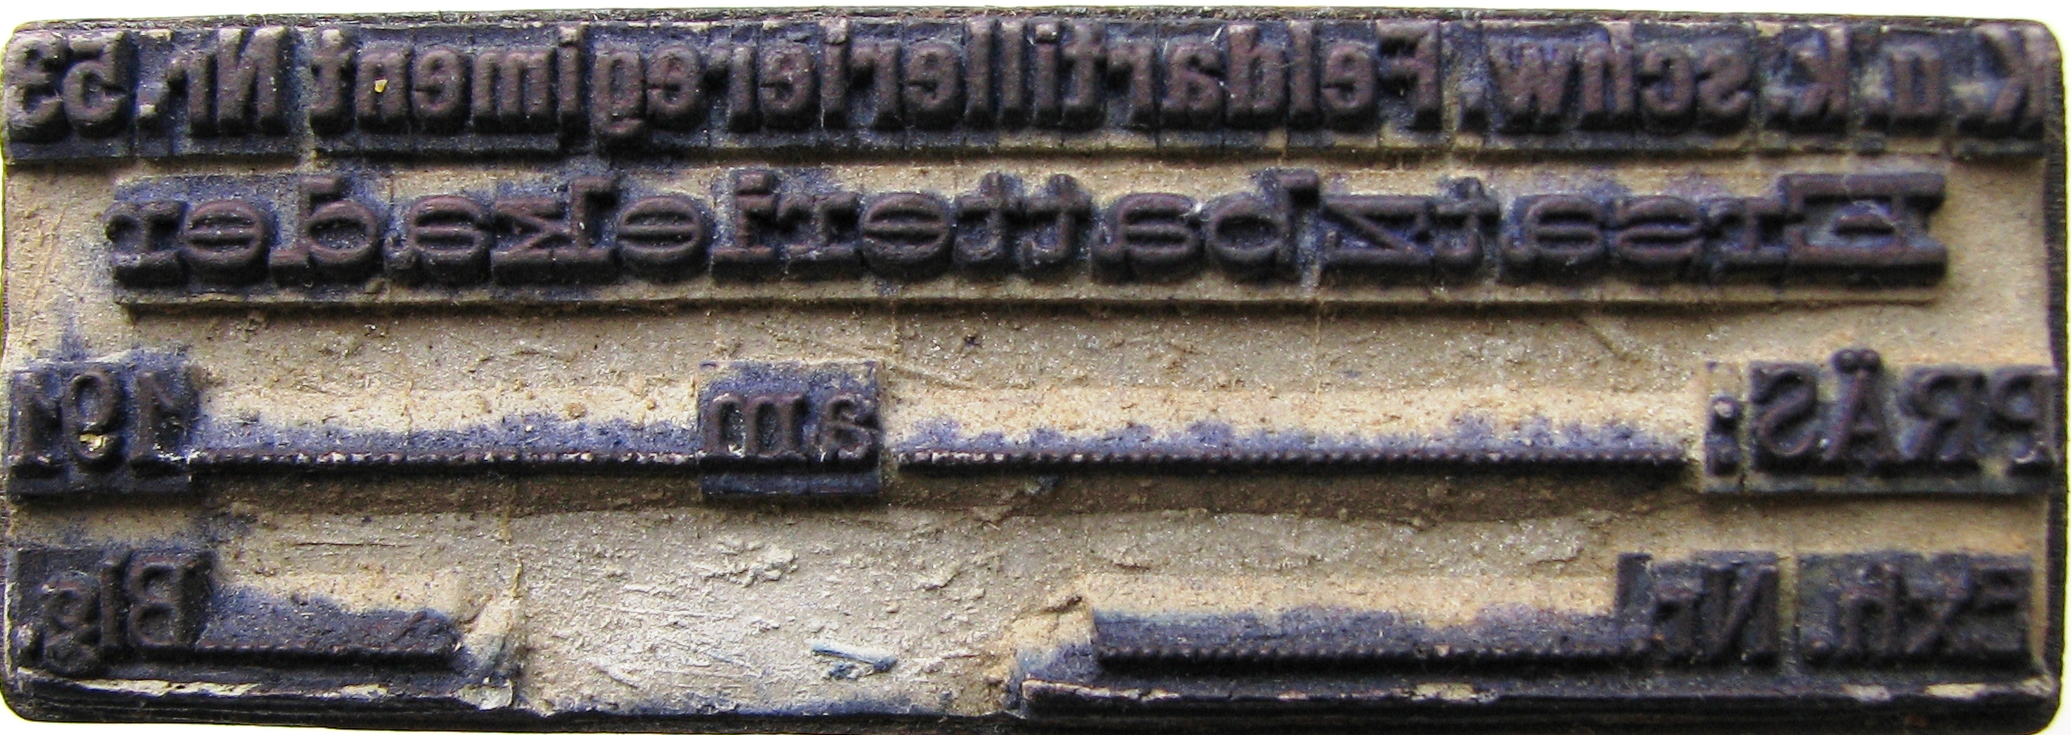 K. u. k. schw. Feldartillerieregiment Nr. 53
Ersatzbatteriekader
PRÄS: am 191
Exh. Nr. Blg.